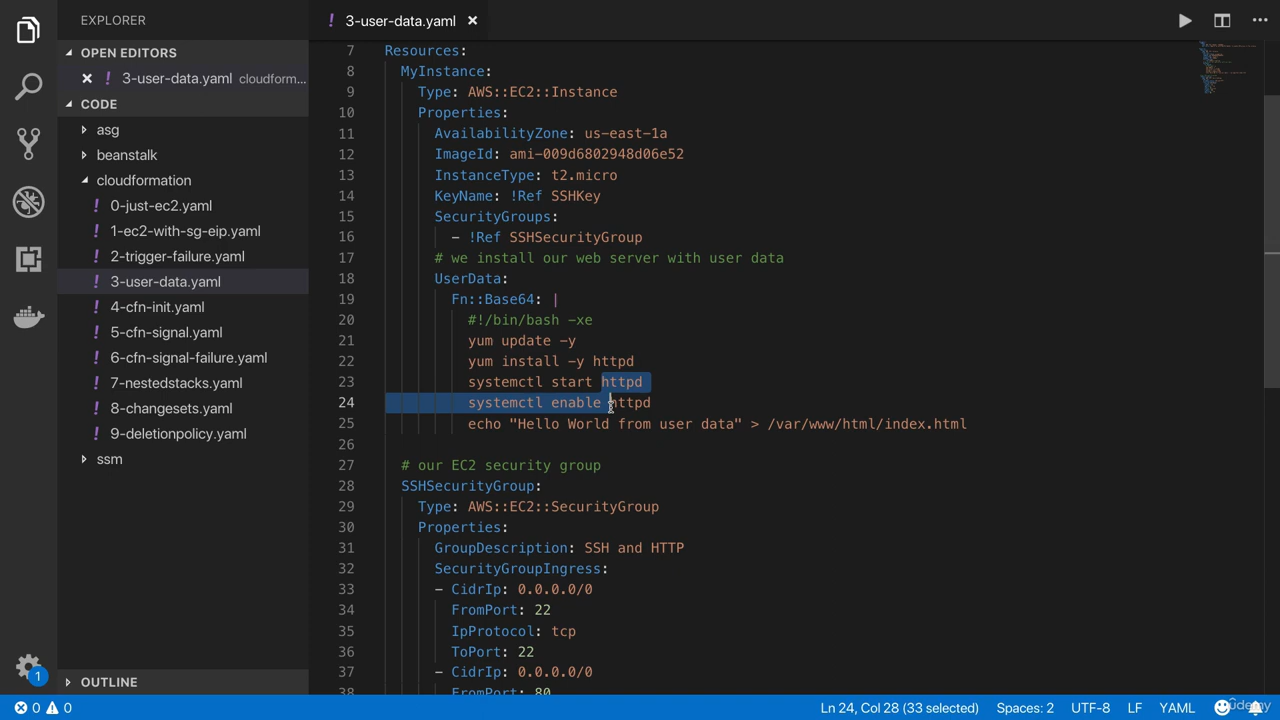 EXPLORER
OPEN EDITORS
! 3-user-data.yaml cloudform...
CODE
asg
beanstalk
cloudformation
! 0-just-ec2.yaml
! 1-ec2-with-sg-eip.yaml
! 2-trigger-failure.yaml
! 3-user-data.yaml
! 4-cfn-init.yaml
! 5-cfn-signal.yaml
! 6-cfn-signal-failure.yaml
! 7-nestedstacks.yaml
! 8-changesets.yaml
! 9-deletionpolicy.yaml
ssm
OUTLINE
1
! 3-user-data.yaml
7 Resources:
8 MyInstance:
9 Type: AWS::EC2::Instance
10 Properties:
11 AvailabilityZone: us-east-1a
12 ImageId: ami-009d6802948d06e52
13 InstanceType: t2.micro
14 KeyName: !Ref SSHKey
15 SecurityGroups:
16 - !Ref SSHSecurityGroup
17 # we install our web server with user data
18 UserData:
19 Fn::Base64: |
20 #!/bin/bash -xe
21 yum update -y
22 yum install -y httpd
23 systemctl start httpd
24 systemctl enable httpd
25 echo "Hello World from user data" > /var/www/html/index.html
26
27 # our EC2 security group
28 SSHSecurityGroup:
29 Type: AWS::EC2::SecurityGroup
30 Properties:
31 GroupDescription: SSH and HTTP
32 SecurityGroupIngress:
33 - CidrIp: 0.0.0.0/0
34 FromPort: 22
35 IpProtocol: tcp
36 ToPort: 22
37 - CidrIp: 0.0.0.0/0
38 FromPort: 80
0 0 Ln 24, Col 28 (33 selected) Spaces: 2 UTF-8 LF YAML
ûdemy